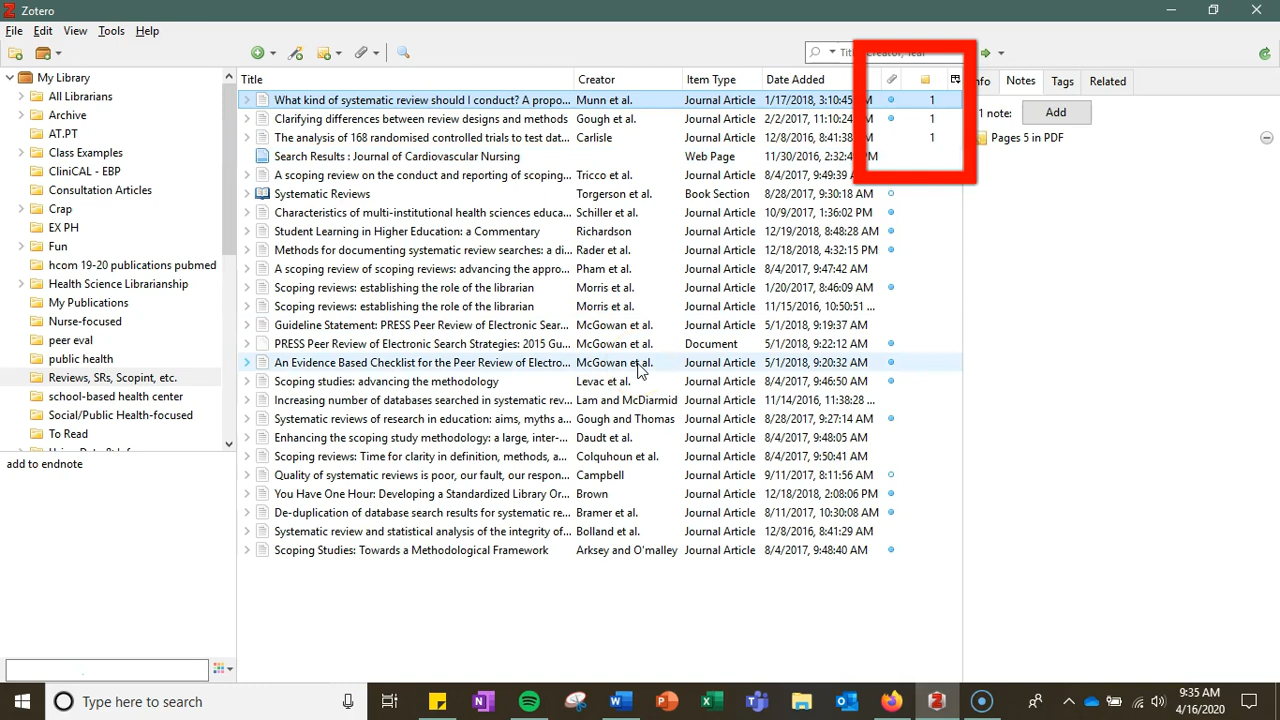 Zotero
File Edit View Tools Help
Title Creator Item Type Date Added
My Library
All Librarians
Archive
AT.PT
Class Examples
CliniCAL - EBP
Consultation Articles
Crap
EX PH
Fun
hcom 19-20 publications pubmed
Health Science Librarianship
My Publications
Nurse-focused
peer eval
public health
Reviews, SRs, Scopint, etc.
school-based health center
Social/Public Health-focused
To Read
add to endnote
What kind of systematic review should I conduct? A propo... Munn et al. Journal Article 1/17/2018, 3:10:45 1
Clarifying differences between review designs and methods Gough et al. Journal Article 2/2/2017, 11:10:24 1
The analysis of 168 randomised controlled trials to test dat... Carlisle Journal Article 12/8/2016, 8:41:38 1
Search Results : Journal of Cardiovascular Nursing Web Page 11/30/2016, 2:32:4 PM
A scoping review on the conduct and reporting of scoping... Tricco et al. Journal Article 8/4/2017, 9:49:39
Systematic Reviews Torgerson et al. Book Section 8/28/2017, 9:30:18 AM
Characteristics of multi-institutional health sciences educa... Schiller et al. Journal Article 10/9/2017, 1:36:02 PM
Student Learning in Higher Education: a Commentary Richardson Journal Article 12/19/2018, 8:48:28 AM
Methods for documenting systematic review searches: a di... Rader et al. Journal Article 12/18/2018, 4:32:15 PM
A scoping review of scoping reviews: advancing the appro... Pham et al. Journal Article 8/4/2017, 9:47:42 AM
Scoping reviews: establishing the role of the librarian Morris et al. Journal Article 1/20/2017, 8:46:09 AM
Scoping reviews: establishing the role of the librarian Morris et al. Journal Article 11/15/2016, 10:50:51 ...
Guideline Statement: PRESS Peer Review of Electronic Sear... McGowan et al. Journal Article 5/1/2018, 9:19:37 AM
PRESS Peer Review of Electronic Search Strategies: 2015 Gu... McGowan et al. Document 5/1/2018, 9:22:12 AM
An Evidence Based Checklist for the Peer Review of Electro... McGowan et al. Journal Article 5/1/2018, 9:20:32 AM
Scoping studies: advancing the methodology Levac et al. Journal Article 8/4/2017, 9:46:50 AM
Increasing number of databases searched in systematic rev... Lam and McDiarmid Journal Article 11/14/2016, 11:38:28 ...
Systematic reviews of research in education: aims, myths a... Gough and Thomas Journal Article 8/28/2017, 9:27:14 AM
Enhancing the scoping study methodology: a large, inter-... Daudt et al. Journal Article 8/4/2017, 9:48:05 AM
Scoping reviews: Time for clarity in definition, methods, a... Colquhoun et al. Journal Article 8/4/2017, 9:50:41 AM
Quality of systematic reviews is poor, our fault, our respon... Campbell Journal Article 9/11/2017, 8:11:56 AM
You Have One Hour: Developing a Standardized Library Or... Brown Journal Article 12/18/2018, 2:08:06 PM
De-duplication of database search results for systematic re... Bramer et al. Journal Article 8/11/2017, 10:30:08 AM
Systematic review and statistical analysis of the integrity of... Bolland et al. Journal Article 12/8/2016, 8:41:29 AM
Scoping Studies: Towards a Methodological Framework Arksey and O'malley Journal Article 8/4/2017, 9:48:40 AM
Notes Tags Related
1 note: Add
Pages 5 in PDF
Type here to search
9:35 AM
4/16/2020